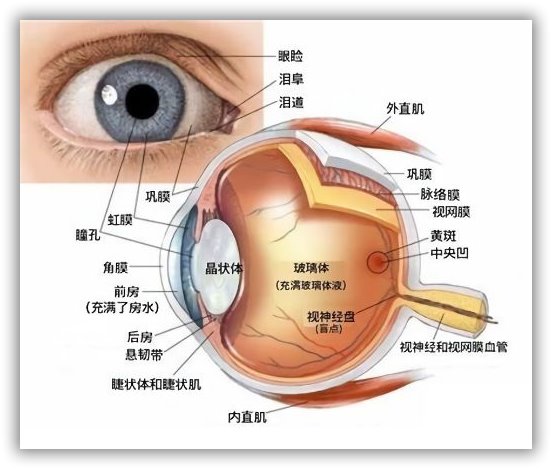 眼睑
泪阜
泪道
外直肌
巩膜
虹膜
瞳孔
巩膜
脉络膜
视网膜
黄斑
中央凹
角膜
晶状体
玻璃体
(充满玻璃体液)
前房
(充满了房水)
视神经盘
(盲点)
后房
悬韧带
视神经和视网膜血管
睫状体和睫状肌
内直肌